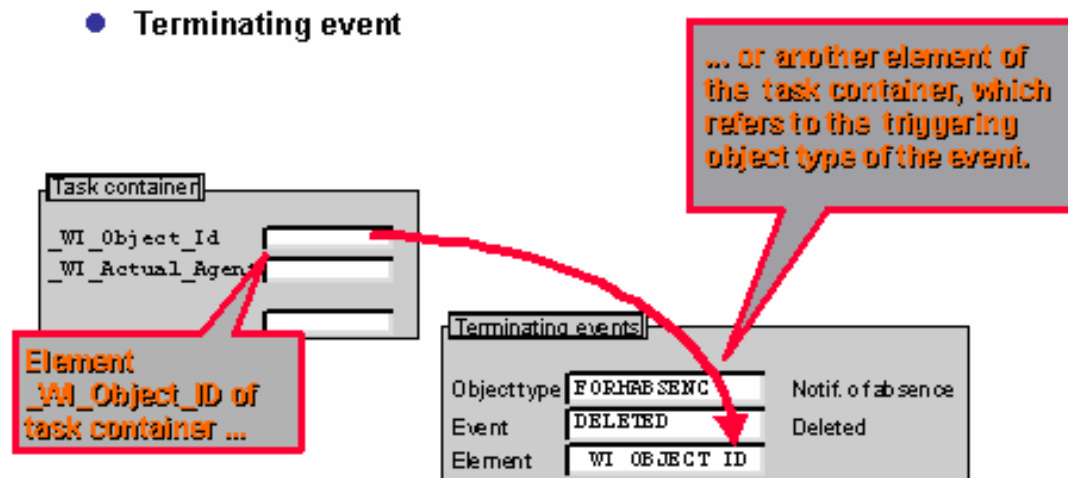 Terminating event
... or another element of
the task container, which
refers to the triggering
object type of the event.
Task container
_WI_Object_Id
_WI_Actual_Agent
Element
_WI_Object_ID of
task container ...
Terminating events
Objecttype FORMABSENC Notif. of absence
Event DELETED Deleted
Element WI OBJECT ID